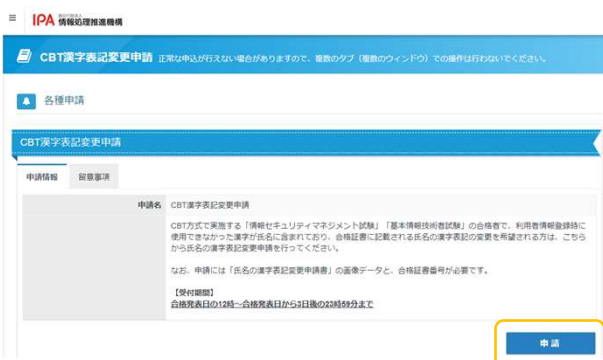 ≡ IPA 独立行政法人
情報処理推進機構
CBT漢字表記変更申請 正常な申込が行えない場合がありますので、複数のタブ（複数のウィンドウ）での操作は行わないでください。
各種申請
CBT漢字表記変更申請
申請情報 留意事項
申請名 CBT漢字表記変更申請
CBT方式で実施する「情報セキュリティマネジメント試験」「基本情報技術者試験」の合格者で、利用者情報登録時に
使用できなかった漢字が氏名に含まれており、合格証書に記載される氏名の漢字表記の変更を希望される方は、こちら
から氏名の漢字表記変更申請を行ってください。
なお、申請には「氏名の漢字表記変更申請書」の画像データと、合格証書番号が必要です。
【受付期間】
合格発表日の12時～合格発表日から3日後の23時59分まで
申請